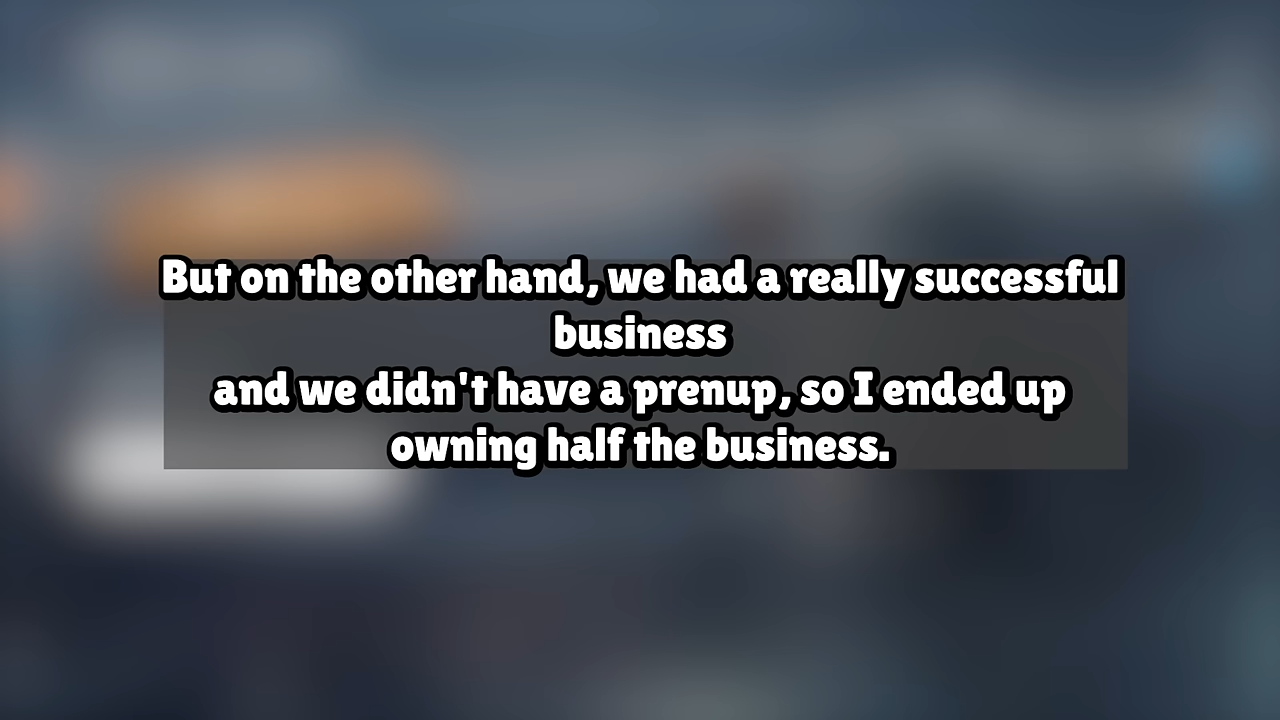 But on the other hand, we had a really successful
business
and we didn't have a prenup, so I ended up
owning half the business.